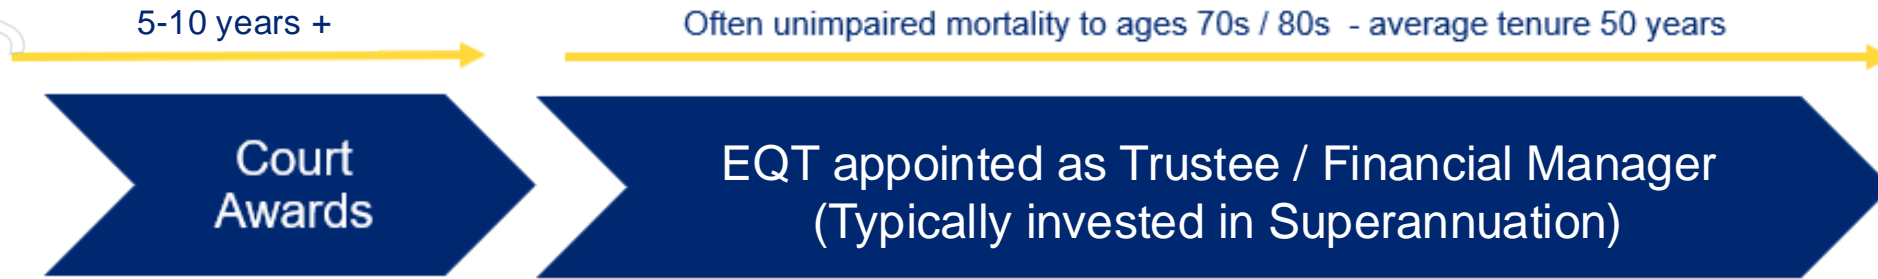 5-10 years +
Often unimpaired mortality to ages 70s / 80s - average tenure 50 years
Court
Awards
EQT appointed as Trustee / Financial Manager
(Typically invested in Superannuation)